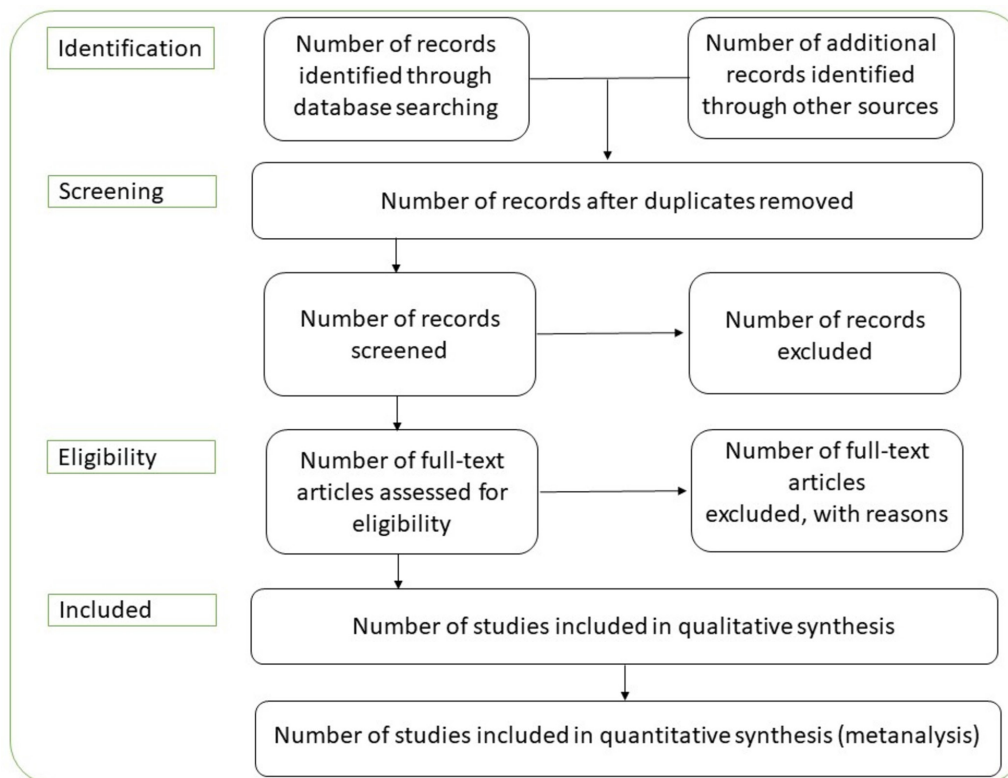 Identification
Number of records
identified through
database searching
Number of additional
records identified
through other sources
Screening
Number of records after duplicates removed
Number of records
screened
Number of records
excluded
Eligibility
Number of full-text
articles assessed for
eligibility
Number of full-text
articles
excluded, with reasons
Included
Number of studies included in qualitative synthesis
Number of studies included in quantitative synthesis (metanalysis)